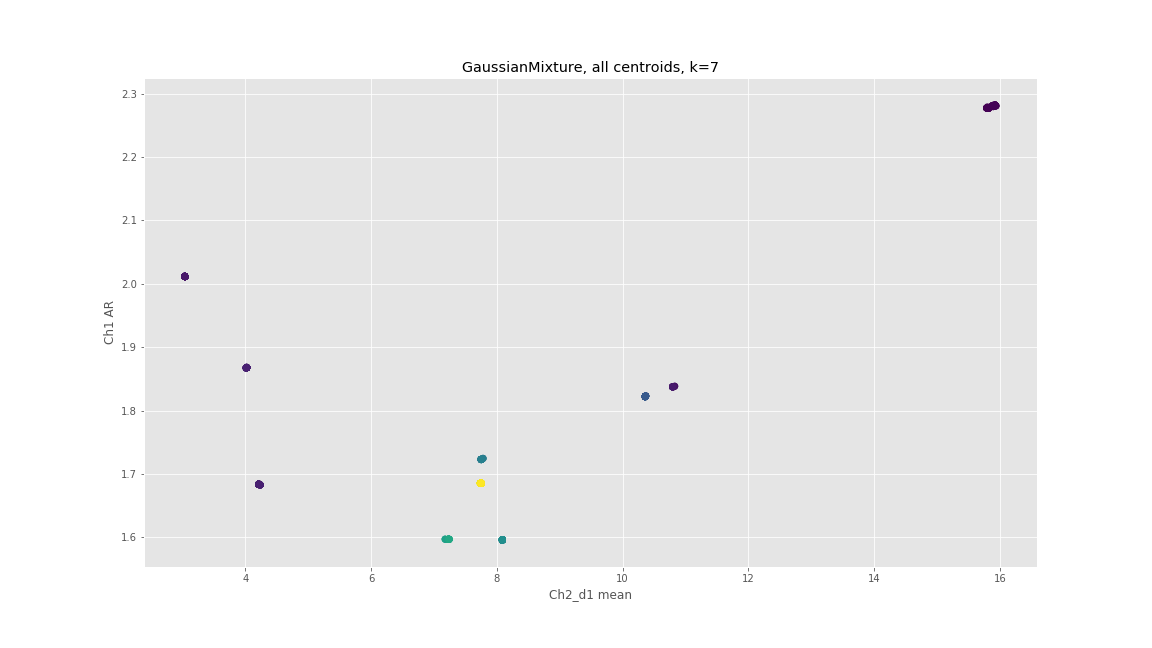 GaussianMixture, all centroids, k=7
2.3
2.2
2.1
2.0
1.9
1.8
1.7
1.6
Ch1 AR
4 6 8 10 12 14 16
Ch2_d1 mean